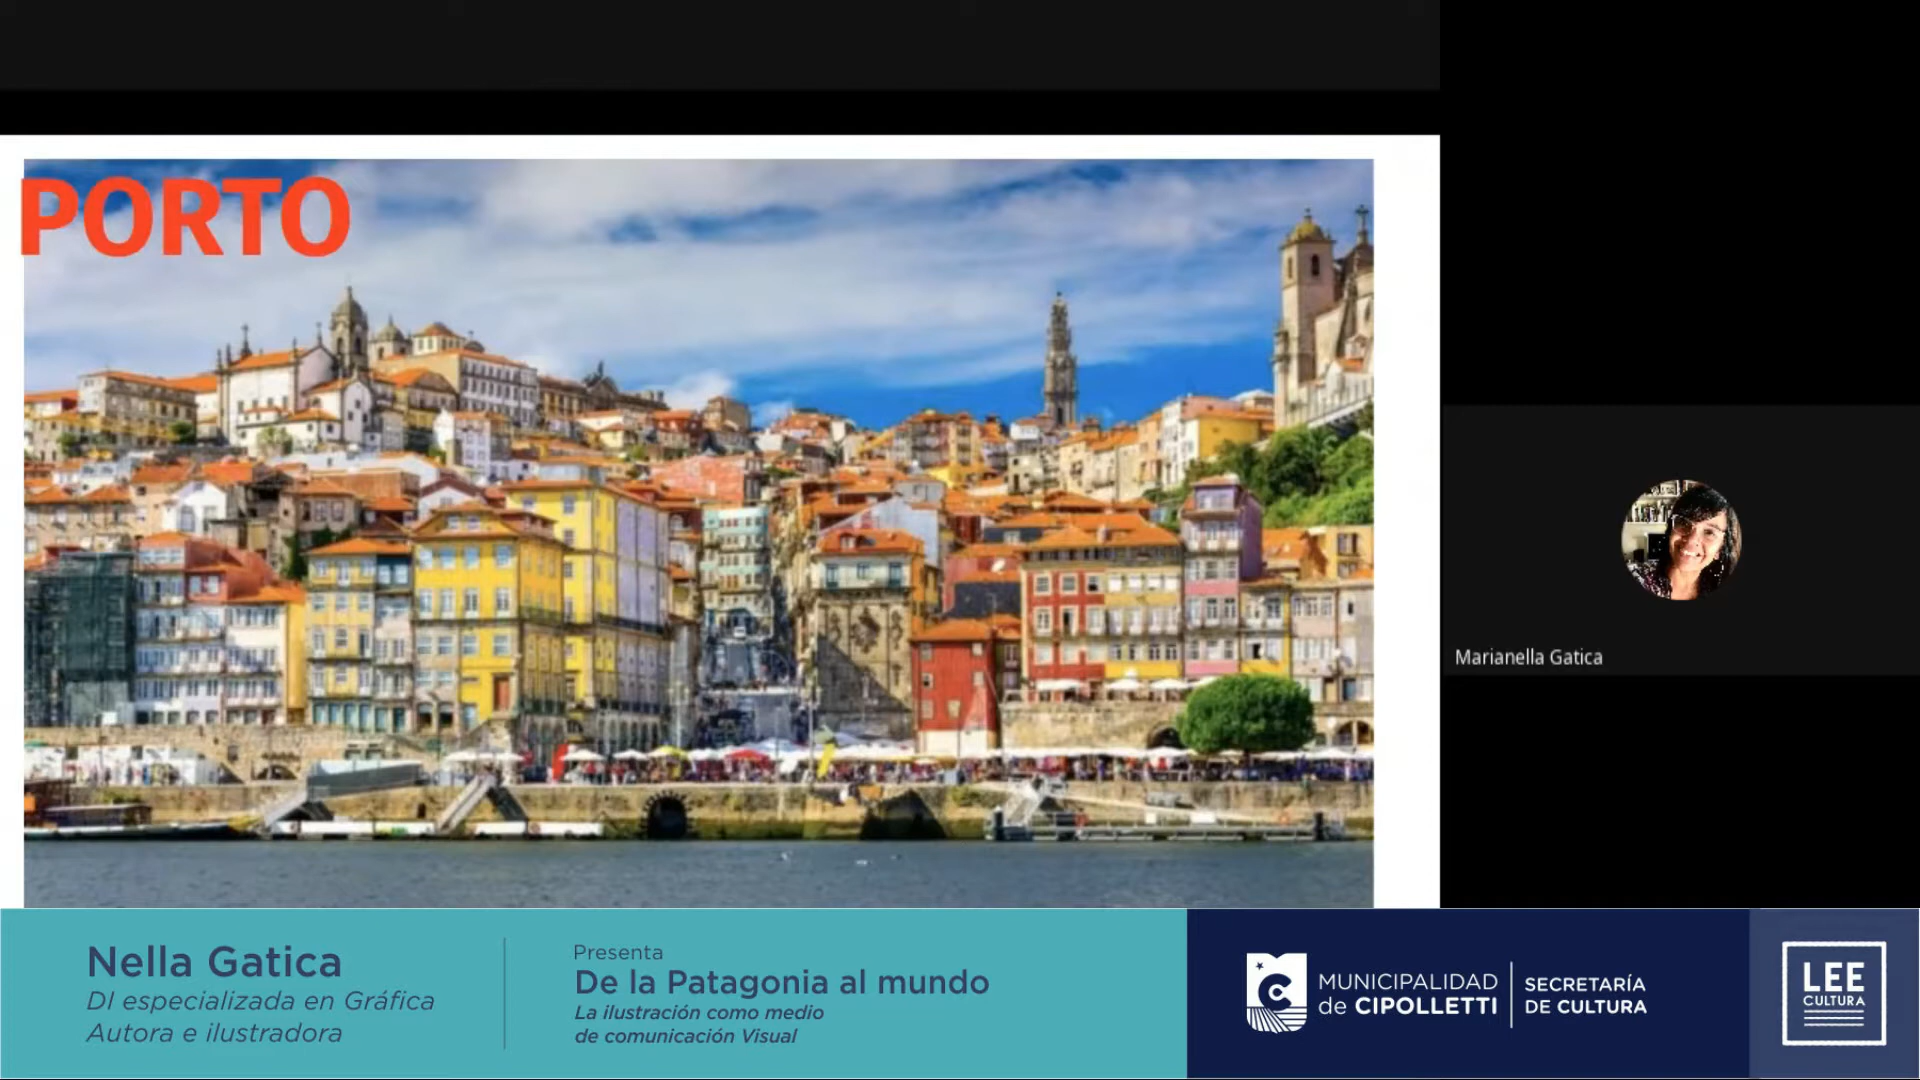 PORTO
Marianella Gatica
Nella Gatica
DI especializada en Gráfica
Autora e ilustradora
Presenta
De la Patagonia al mundo
La ilustración como medio
de comunicación Visual
MUNICIPALIDAD
de CIPOLLETTI
SECRETARÍA
DE CULTURA
LEE
CULTURA